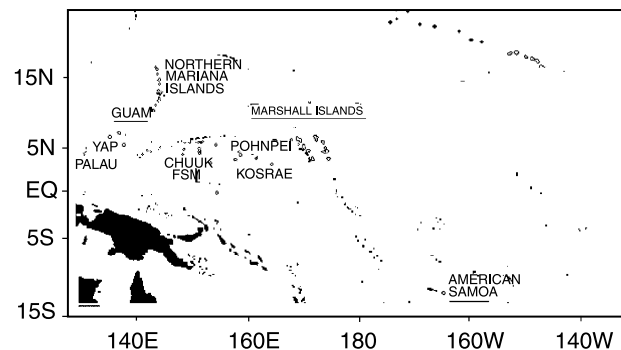 NORTHERN
MARIANA
ISLANDS
15N
GUAM
MARSHALL ISLANDS
YAP
POHNPEI
5N
PALAU
CHUUK
FSM
KOSRAE
EQ
5S
AMERICAN
SAMOA
15S
140E 160E 180 160W 140W